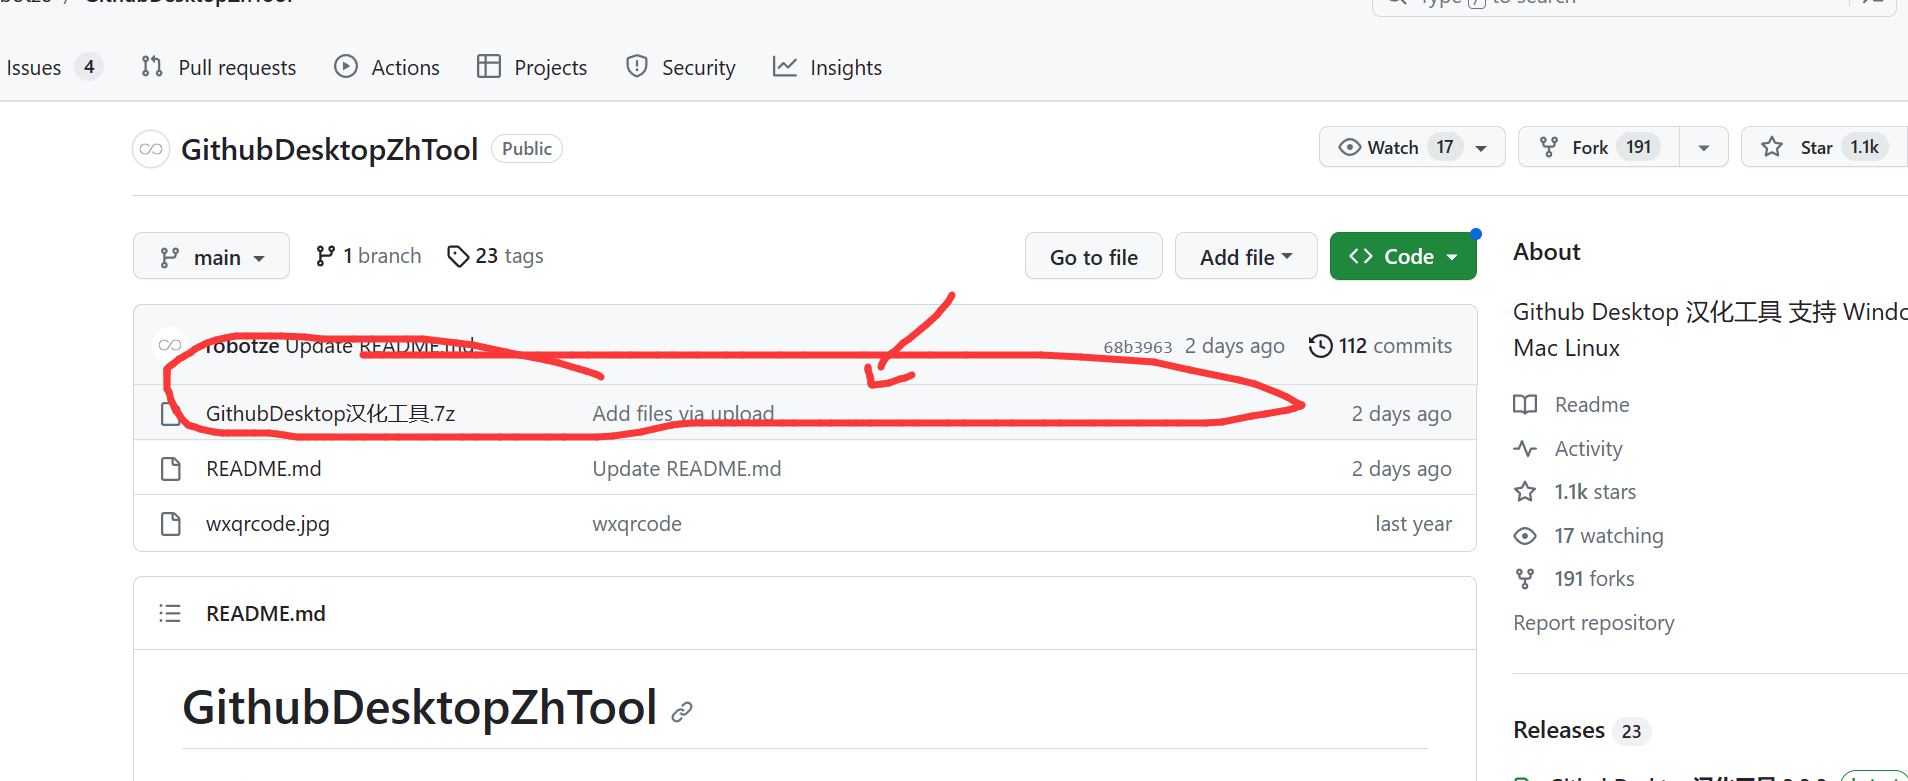 GithubDesktopZhTool
Type / to search
Issues 4 Pull requests Actions Projects Security Insights
GithubDesktopZhTool Public
Watch 17 Fork 191 Star 1.1k
main 1 branch 23 tags Go to file Add file Code
robotze Update README.md 68b3963 2 days ago 112 commits
GithubDesktop汉化工具.7z Add files via upload 2 days ago
README.md Update README.md 2 days ago
wxqrcode.jpg wxqrcode last year
README.md
GithubDesktopZhTool
About
Github Desktop 汉化工具 支持
Mac Linux
Readme
Activity
1.1k stars
17 watching
191 forks
Report repository
Releases 23